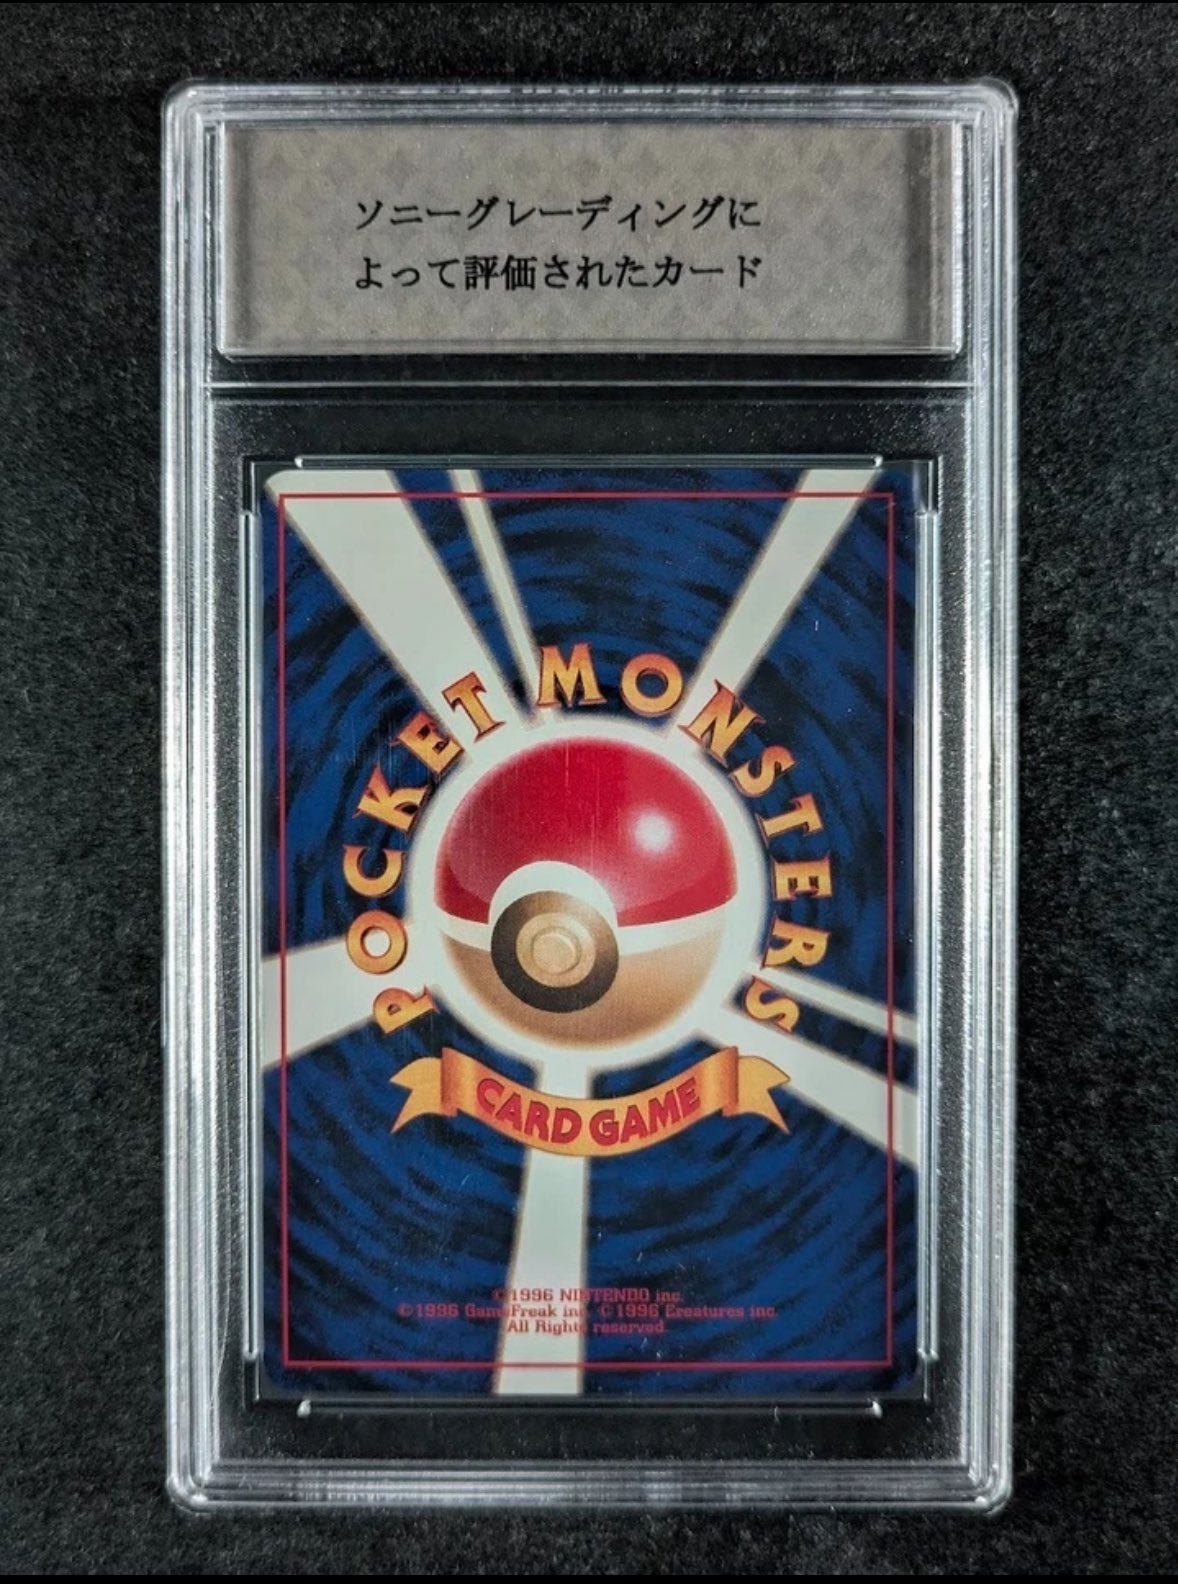 ソニーグレーディングに
よって評価されたカード
POCKET MONSTERS
CARD GAME
©1996 NINTENDO inc.
©1996 GameFreak inc. ©1996 Creatures inc.
All Rights reserved.